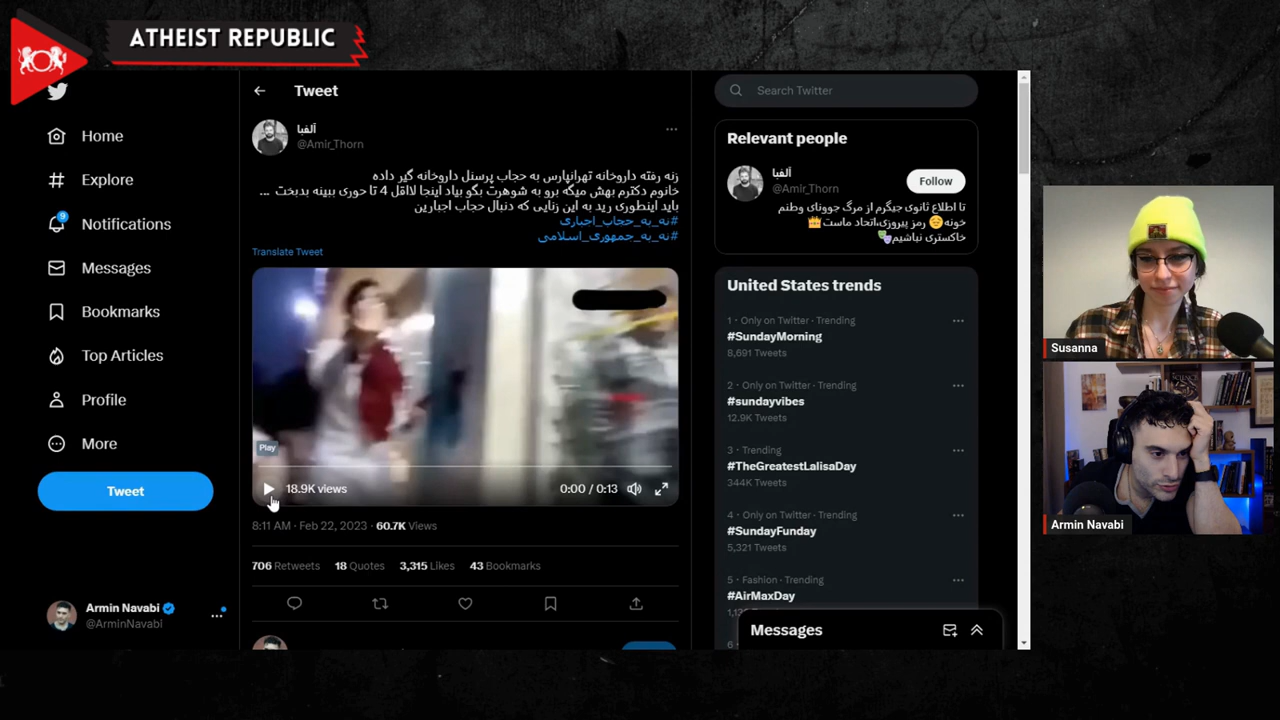 ATHEIST REPUBLIC
Home
Explore
9
Notifications
Messages
Bookmarks
Top Articles
Profile
More
Tweet
Armin Navabi
@ArminNavabi
Tweet
آلفبا
@Amir_Thorn
زنه رفته داروخانه تهرانپارس به حجاب پرسنل داروخانه گیر داده
خانوم دکترم بهش میگه برو به شوهرت بگو بیاد اینجا لااقل 4 تا حوری ببینه بدبخت ...
باید اینطوری رید به این زنایی که دنبال حجاب اجبارین
#نه_به_حجاب_اجباری
#نه_به_جمهوری_اسلامی
Translate Tweet
Play
18.9K views
0:00 / 0:13
8:11 AM · Feb 22, 2023 · 60.7K Views
706 Retweets 18 Quotes 3,315 Likes 43 Bookmarks
Search Twitter
Relevant people
آلفبا
@Amir_Thorn
Follow
تا اطلاع ثانوی جیگرم از مرگ جوونای وطنم
خونه😔 رمز پیروزی،اتحاد ماست👑
خاکستری نباشیم🎭
United States trends
1 · Only on Twitter · Trending
#SundayMorning
8,691 Tweets
2 · Only on Twitter · Trending
#sundayvibes
12.9K Tweets
3 · Trending
#TheGreatestLalisaDay
344K Tweets
4 · Only on Twitter · Trending
#SundayFunday
5,321 Tweets
5 · Fashion · Trending
#AirMaxDay
Messages
Susanna
Armin Navabi